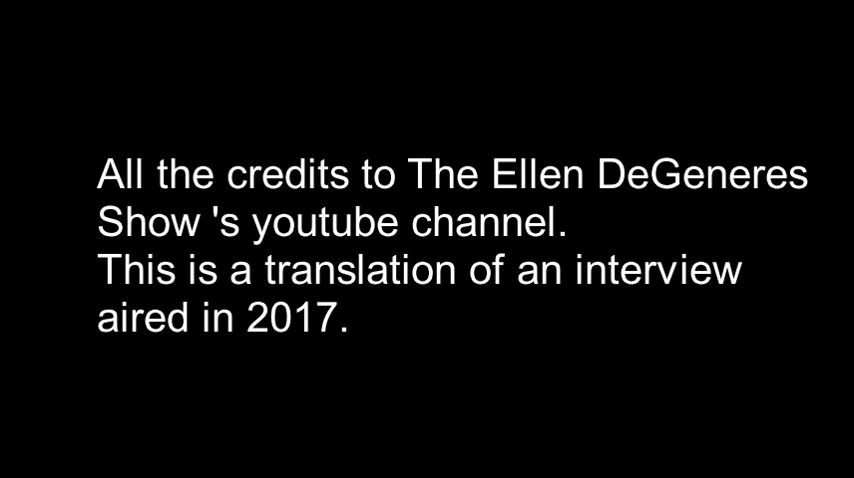 All the credits to The Ellen DeGeneres
Show 's youtube channel.
This is a translation of an interview
aired in 2017.